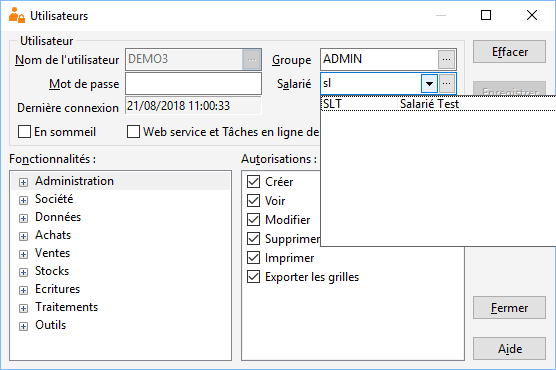 Utilisateurs
Utilisateur
Nom de l'utilisateur DEMO3 ... Groupe ADMIN ... Effacer
Mot de passe Salarié sl ... Enregistrer
Dernière connexion 21/08/2018 11:00:33 SLT Salarié Test
En sommeil Web service et Tâches en ligne de
Fonctionnalités : Autorisations :
Administration Créer
Société Voir
Données Modifier
Achats Supprimer
Ventes Imprimer
Stocks Exporter les grilles
Ecritures
Traitements Fermer
Outils
Aide